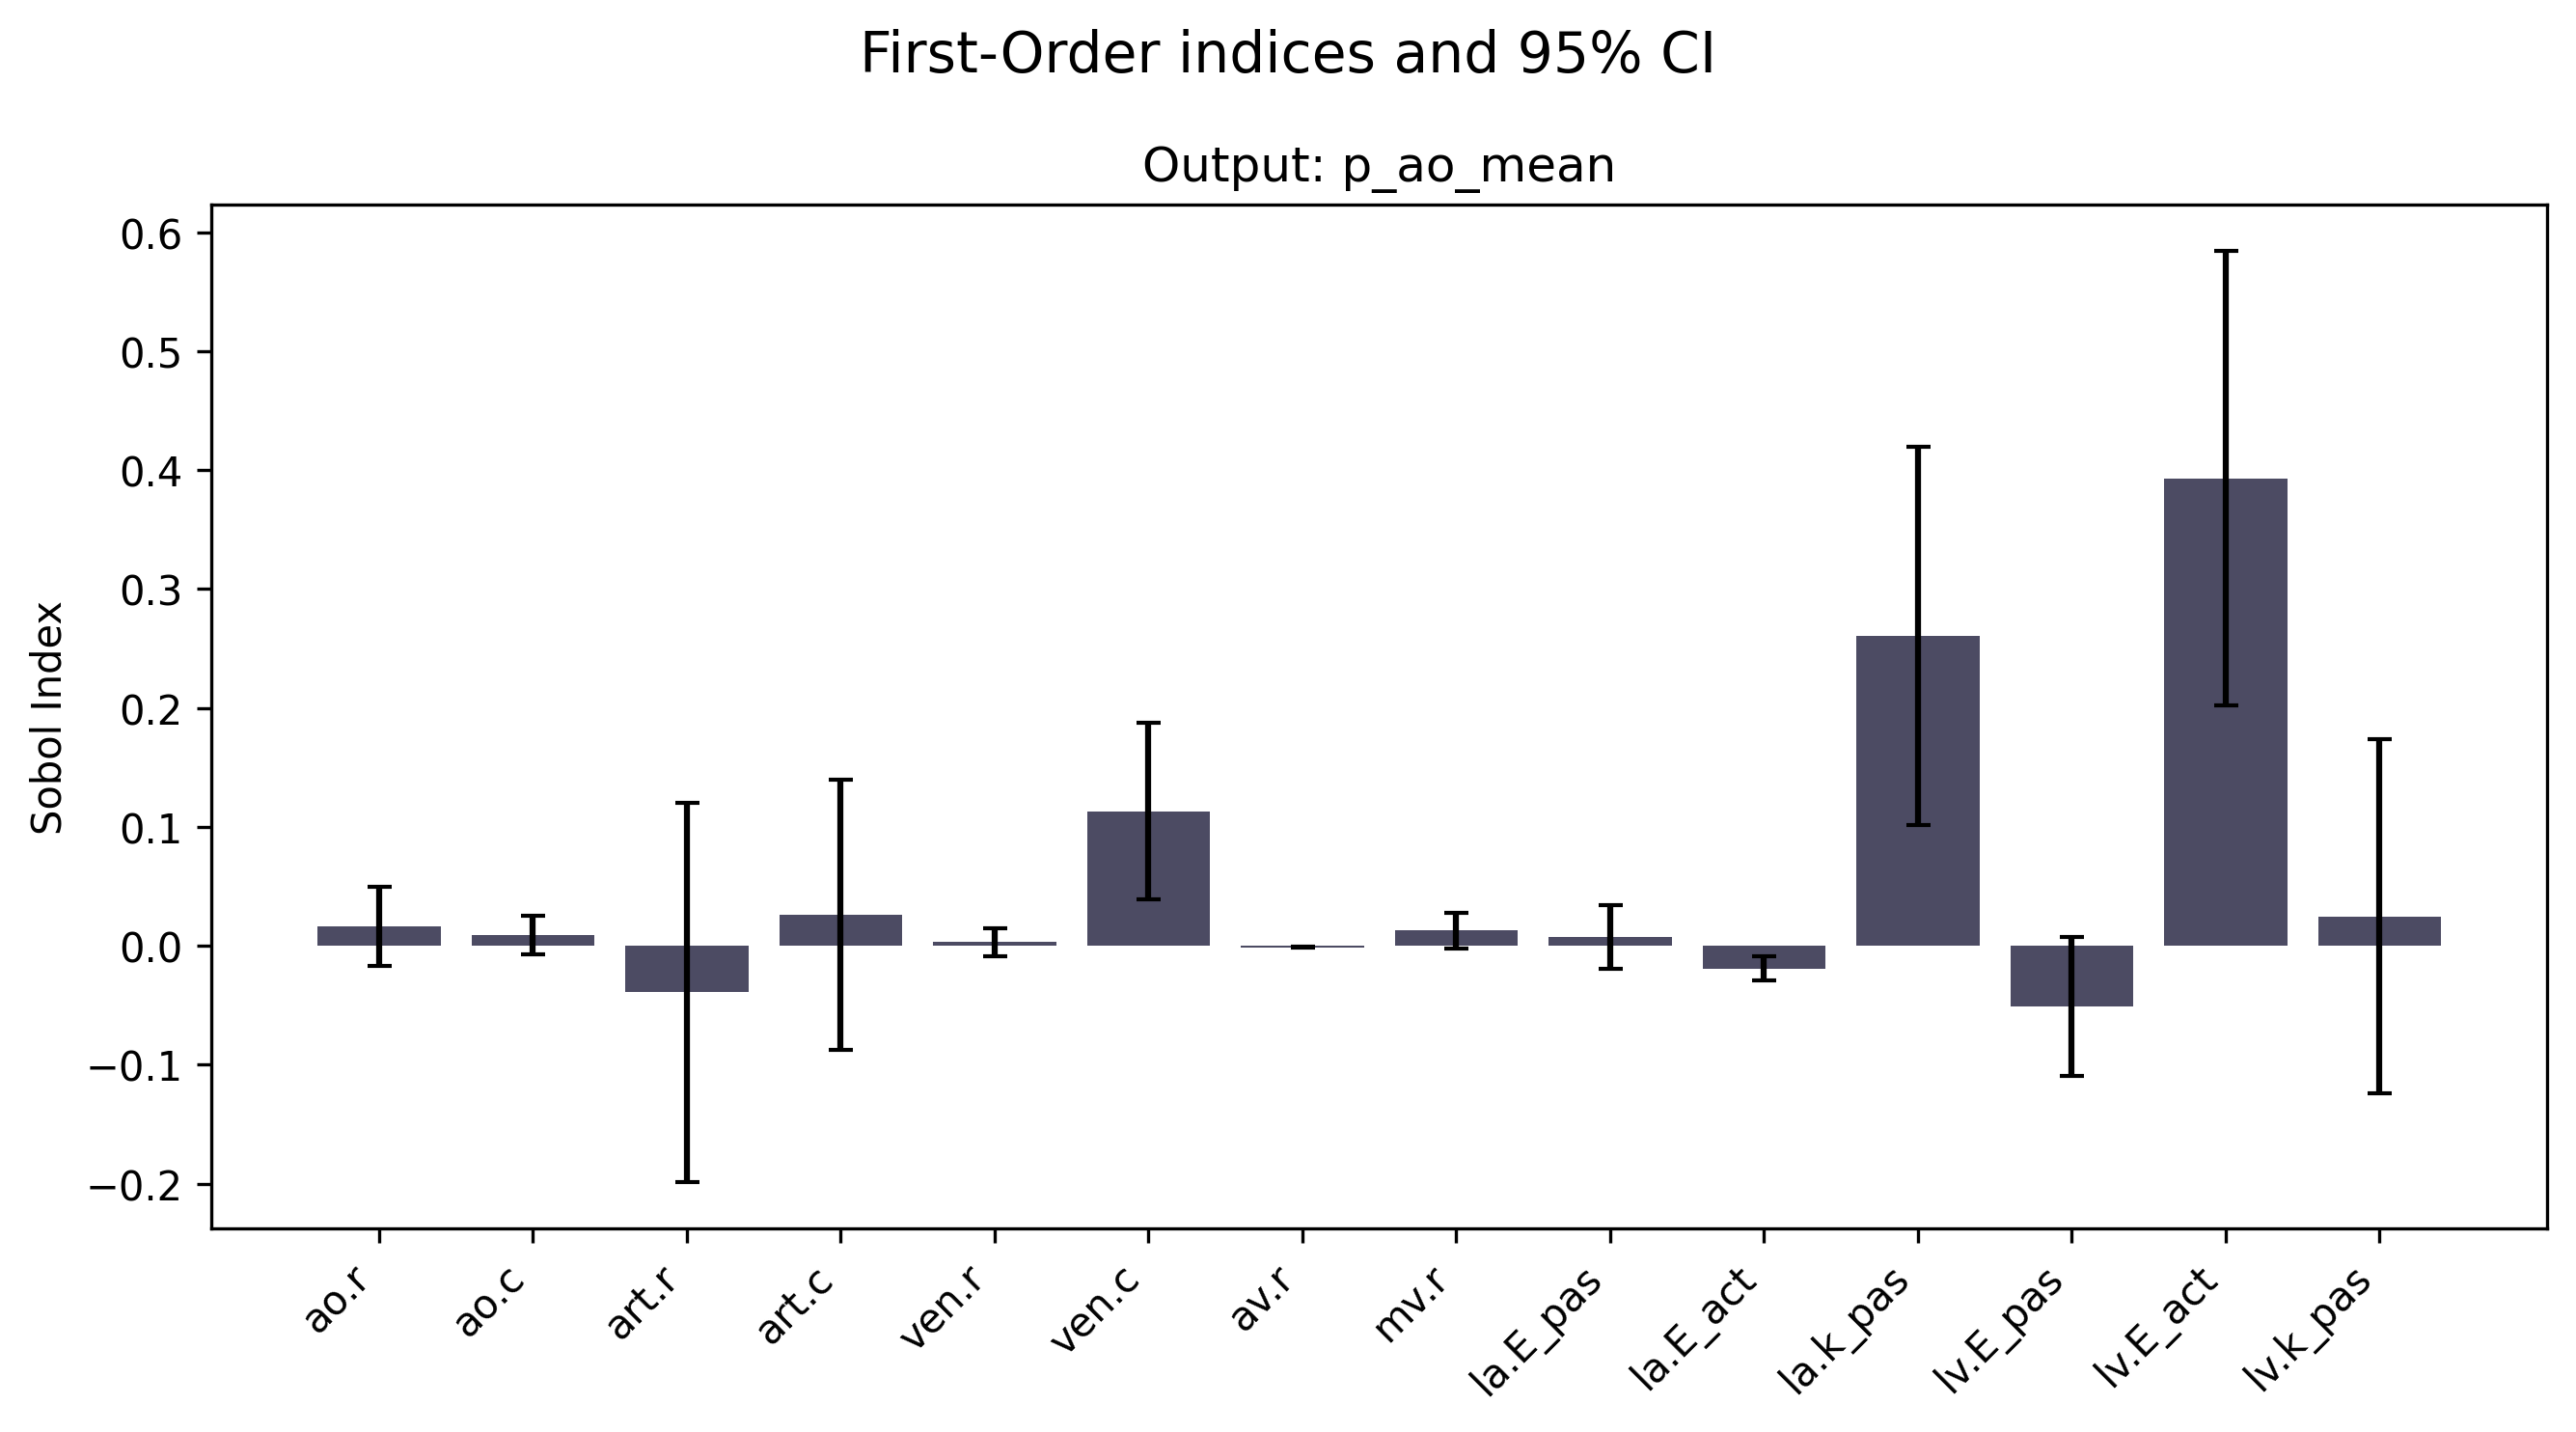 First-Order indices and 95% CI
Output: p_ao_mean
Sobol Index
0.6
0.5
0.4
0.3
0.2
0.1
0.0
−0.1
−0.2
ao.r
ao.c
art.r
art.c
ven.r
ven.c
av.r
mv.r
la.E_pas
la.E_act
la.k_pas
lv.E_pas
lv.E_act
lv.k_pas